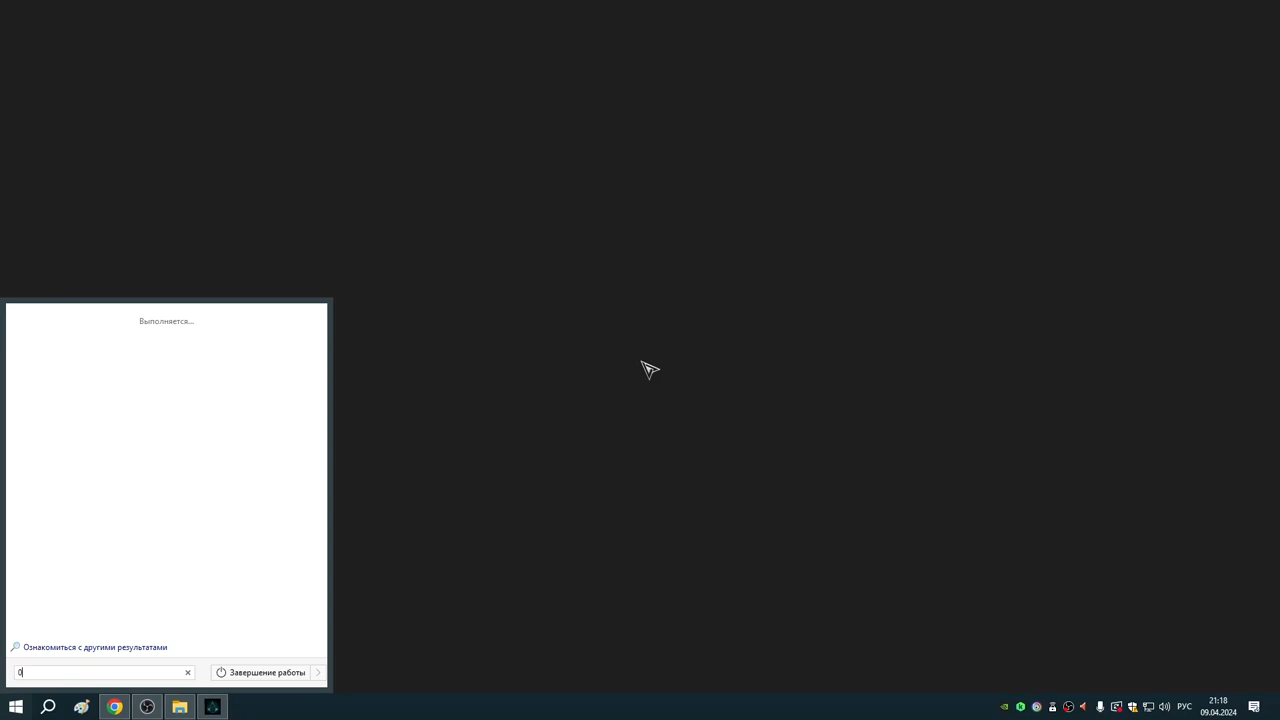 Выполняется...
Ознакомиться с другими результатами
0
Завершение работы
РУС
21:18
09.04.2024